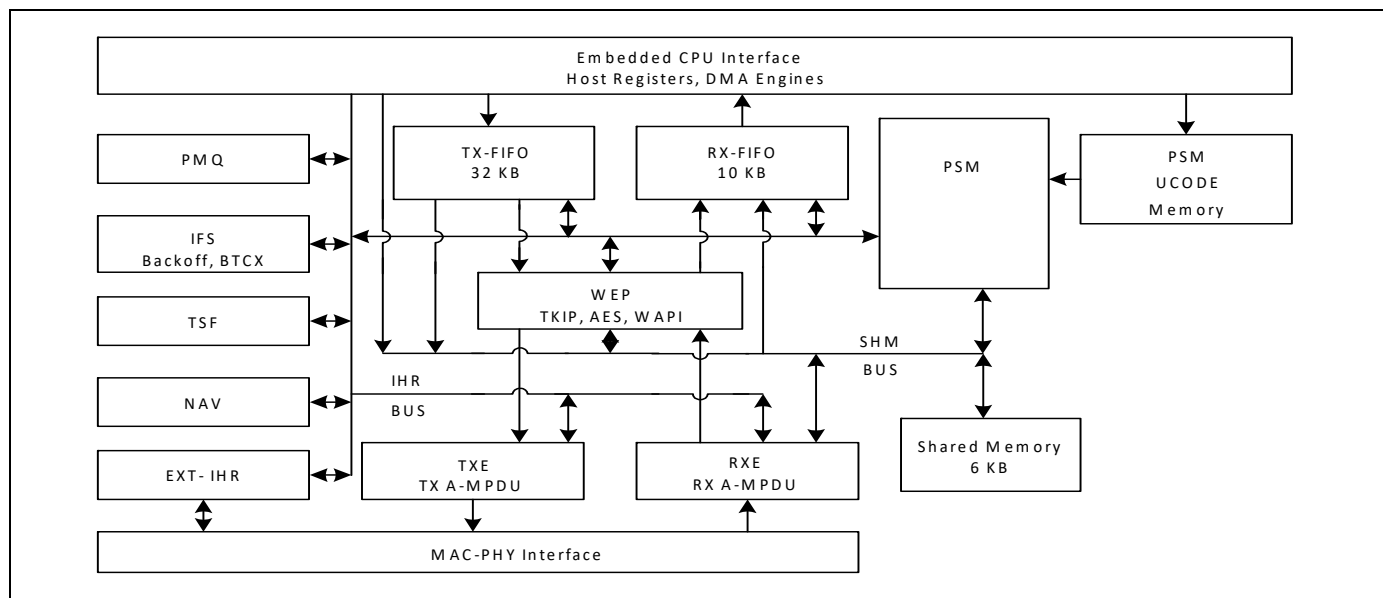 Embedded CPU Interface
Host Registers, DMA Engines
PMQ
TX-FIFO
32 KB
RX-FIFO
10 KB
PSM
PSM
UCODE
Memory
IFS
Backoff, BTCX
WEP
TKIP, AES, WAPI
TSF
SHM
BUS
IHR
BUS
NAV
Shared Memory
6 KB
EXT- IHR
TXE
TX A-MPDU
RXE
RX A-MPDU
MAC-PHY Interface